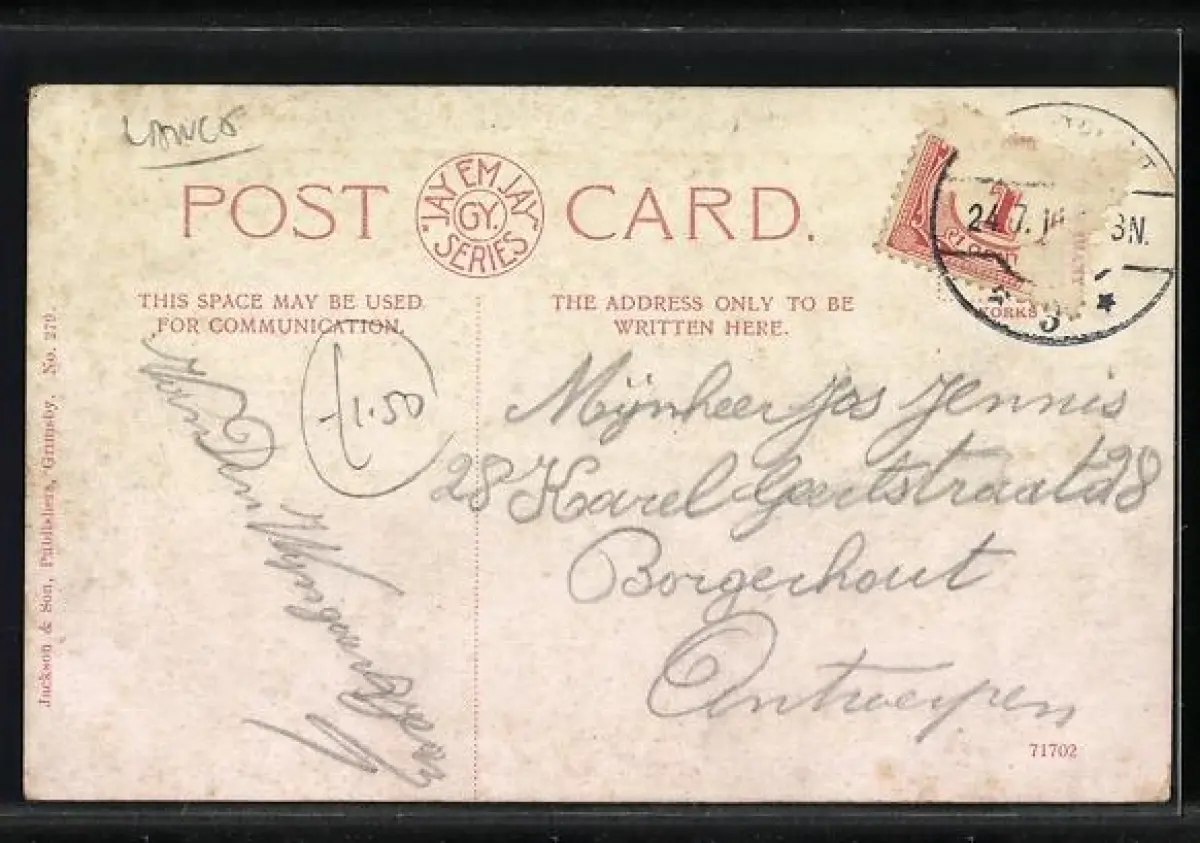 LANCS
POST CARD.
"JAY EM JAY" SERIES
GY.
THIS SPACE MAY BE USED
FOR COMMUNICATION.
THE ADDRESS ONLY TO BE
WRITTEN HERE.
24.7.
3N.
ORKS
Jackson & Son, Publishers, Grimsby. No. 279.
£1.50
Mijnheer Jos Jennis
28 Karel Geertstraat 28
Borgerhout
Antwerpen
71702